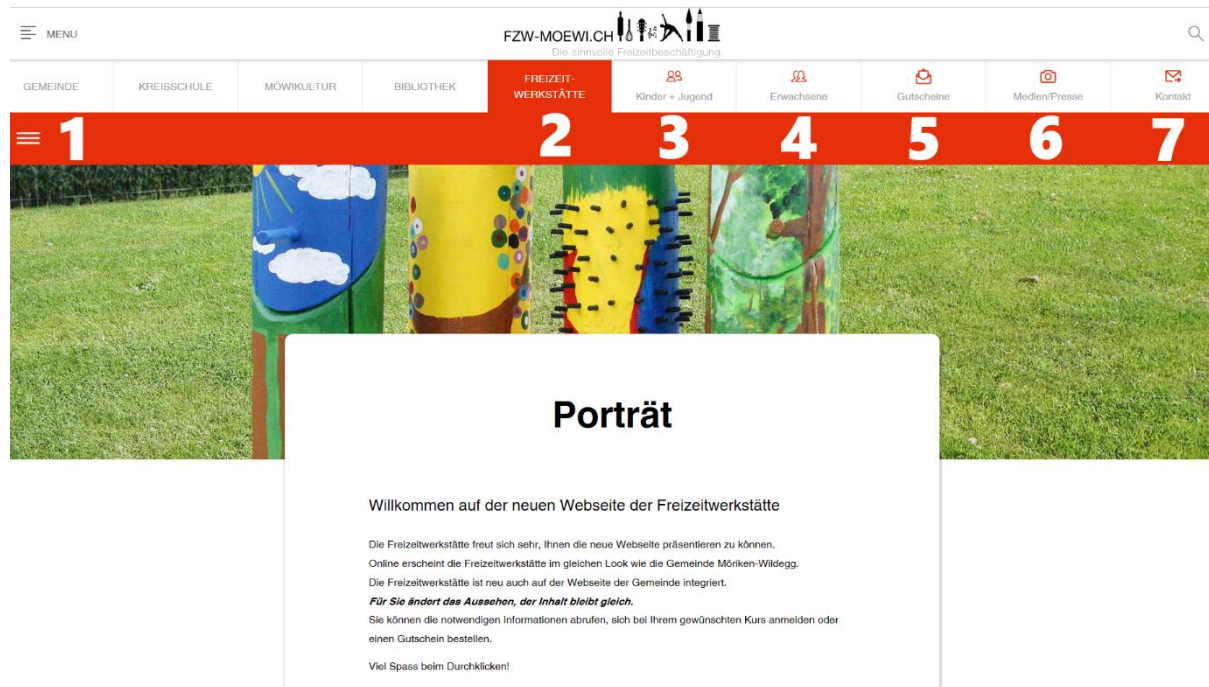 MENU
FZW-MOEWI.CH
Die sinnvolle Freizeitbeschäftigung
GEMEINDE
KREISSCHULE
MÖWIKULTUR
BIBLIOTHEK
FREIZEIT-
WERKSTÄTTE
Kinder + Jugend
Erwachsene
Gutscheine
Medien/Presse
Kontakt
1 2 3 4 5 6 7
Porträt
Willkommen auf der neuen Webseite der Freizeitwerkstätte
Die Freizeitwerkstätte freut sich sehr, Ihnen die neue Webseite präsentieren zu können.
Online erscheint die Freizeitwerkstätte im gleichen Look wie die Gemeinde Möriken-Wildegg.
Die Freizeitwerkstätte ist neu auch auf der Webseite der Gemeinde integriert.
Für Sie ändert das Aussehen, der Inhalt bleibt gleich.
Sie können die notwendigen Informationen abrufen, sich bei Ihrem gewünschten Kurs anmelden oder
einen Gutschein bestellen.
Viel Spass beim Durchklicken!